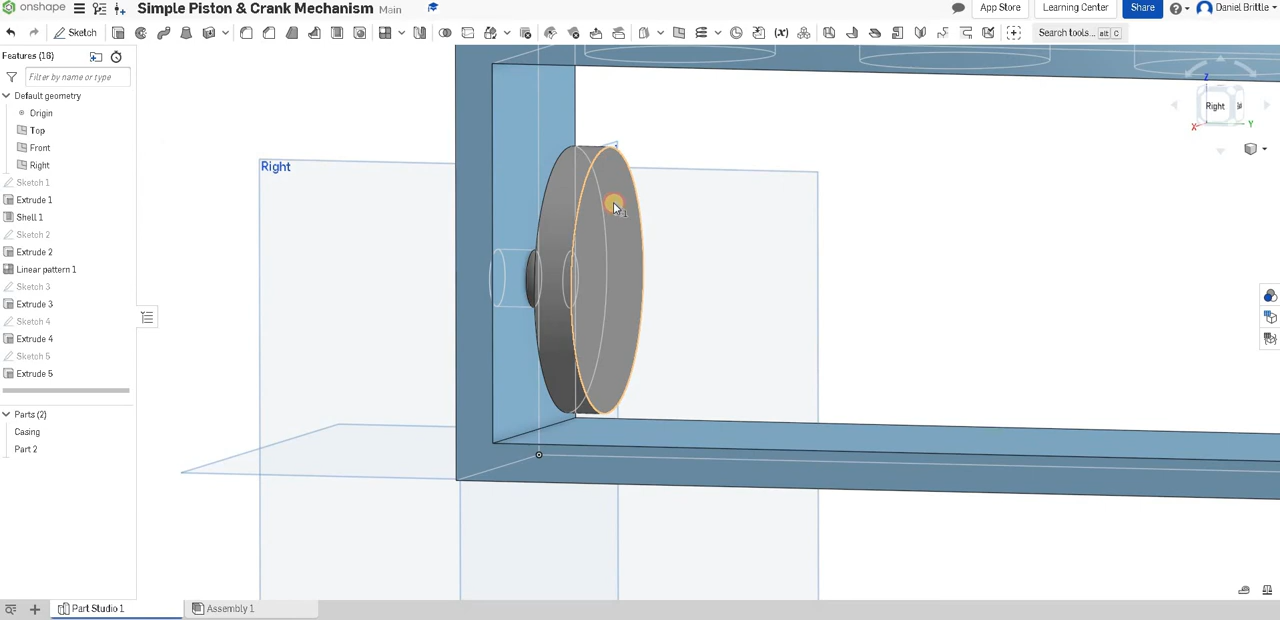 onshape Simple Piston & Crank Mechanism Main App Store Learning Center Share Daniel Brittle
Sketch Search tools... alt C
Features (16)
Filter by name or type
Default geometry
Origin
Top
Front
Right
Sketch 1
Extrude 1
Shell 1
Sketch 2
Extrude 2
Linear pattern 1
Sketch 3
Extrude 3
Sketch 4
Extrude 4
Sketch 5
Extrude 5
Parts (2)
Casing
Part 2
Right
Z
Right
X
Y
Part Studio 1 Assembly 1